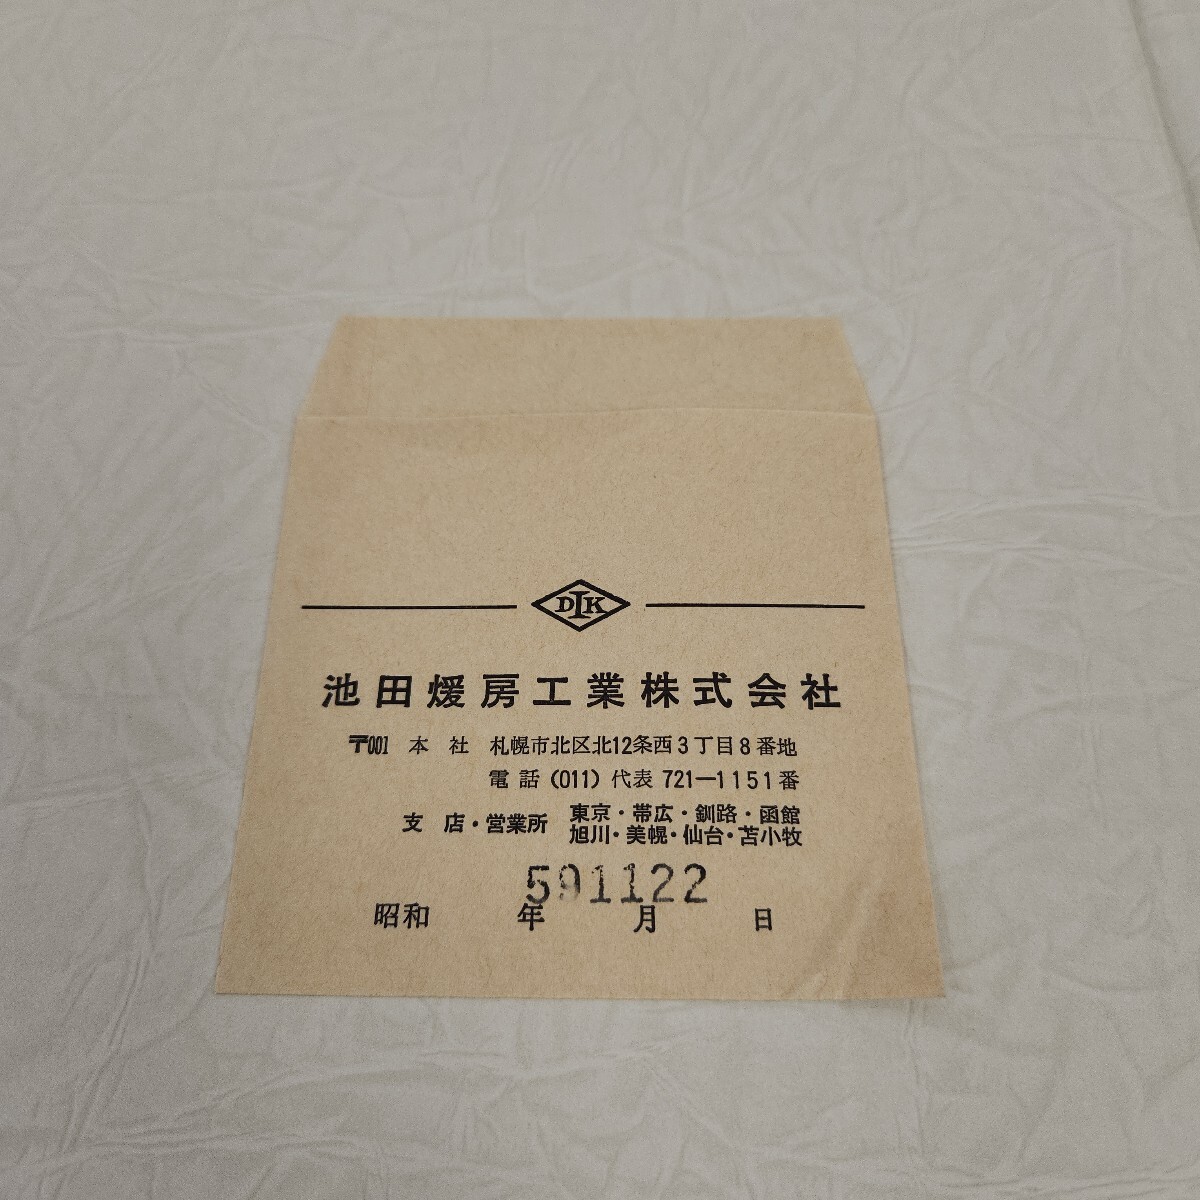 DIK
池田煖房工業株式会社
〒001 本 社 札幌市北区北12条西3丁目8番地
電話(011)代表 721―1151番
支 店・営業所 東京・帯広・釧路・函館
旭川・美幌・仙台・苫小牧
591122
昭和 年 月 日